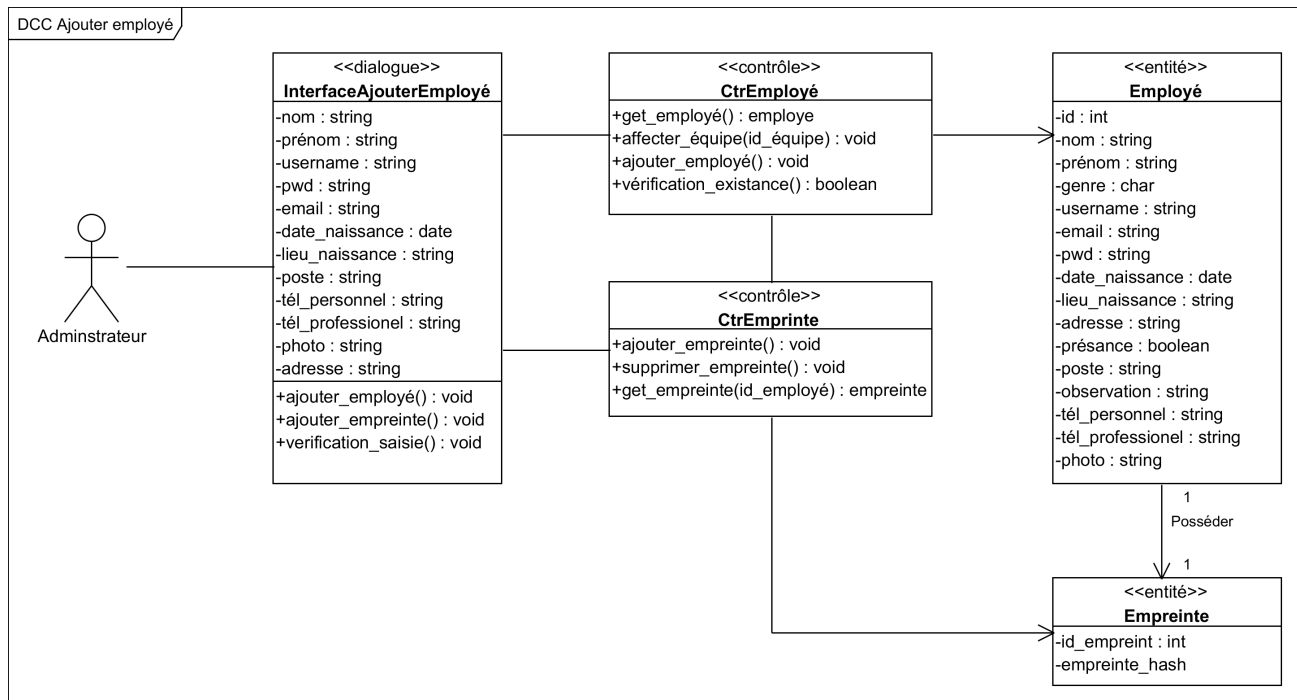 DCC Ajouter employé
Adminstrateur
<<dialogue>>
InterfaceAjouterEmployé
-nom : string
-prénom : string
-username : string
-pwd : string
-email : string
-date_naissance : date
-lieu_naissance : string
-poste : string
-tél_personnel : string
-tél_professionel : string
-photo : string
-adresse : string
+ajouter_employé() : void
+ajouter_empreinte() : void
+verification_saisie() : void
<<contrôle>>
CtrEmployé
+get_employé() : employe
+affecter_équipe(id_équipe) : void
+ajouter_employé() : void
+vérification_existance() : boolean
<<contrôle>>
CtrEmprinte
+ajouter_empreinte() : void
+supprimer_empreinte() : void
+get_empreinte(id_employé) : empreinte
<<entité>>
Employé
-id : int
-nom : string
-prénom : string
-genre : char
-username : string
-email : string
-pwd : string
-date_naissance : date
-lieu_naissance : string
-adresse : string
-présance : boolean
-poste : string
-observation : string
-tél_personnel : string
-tél_professionel : string
-photo : string
1
Posséder
1
<<entité>>
Empreinte
-id_empreint : int
-empreinte_hash